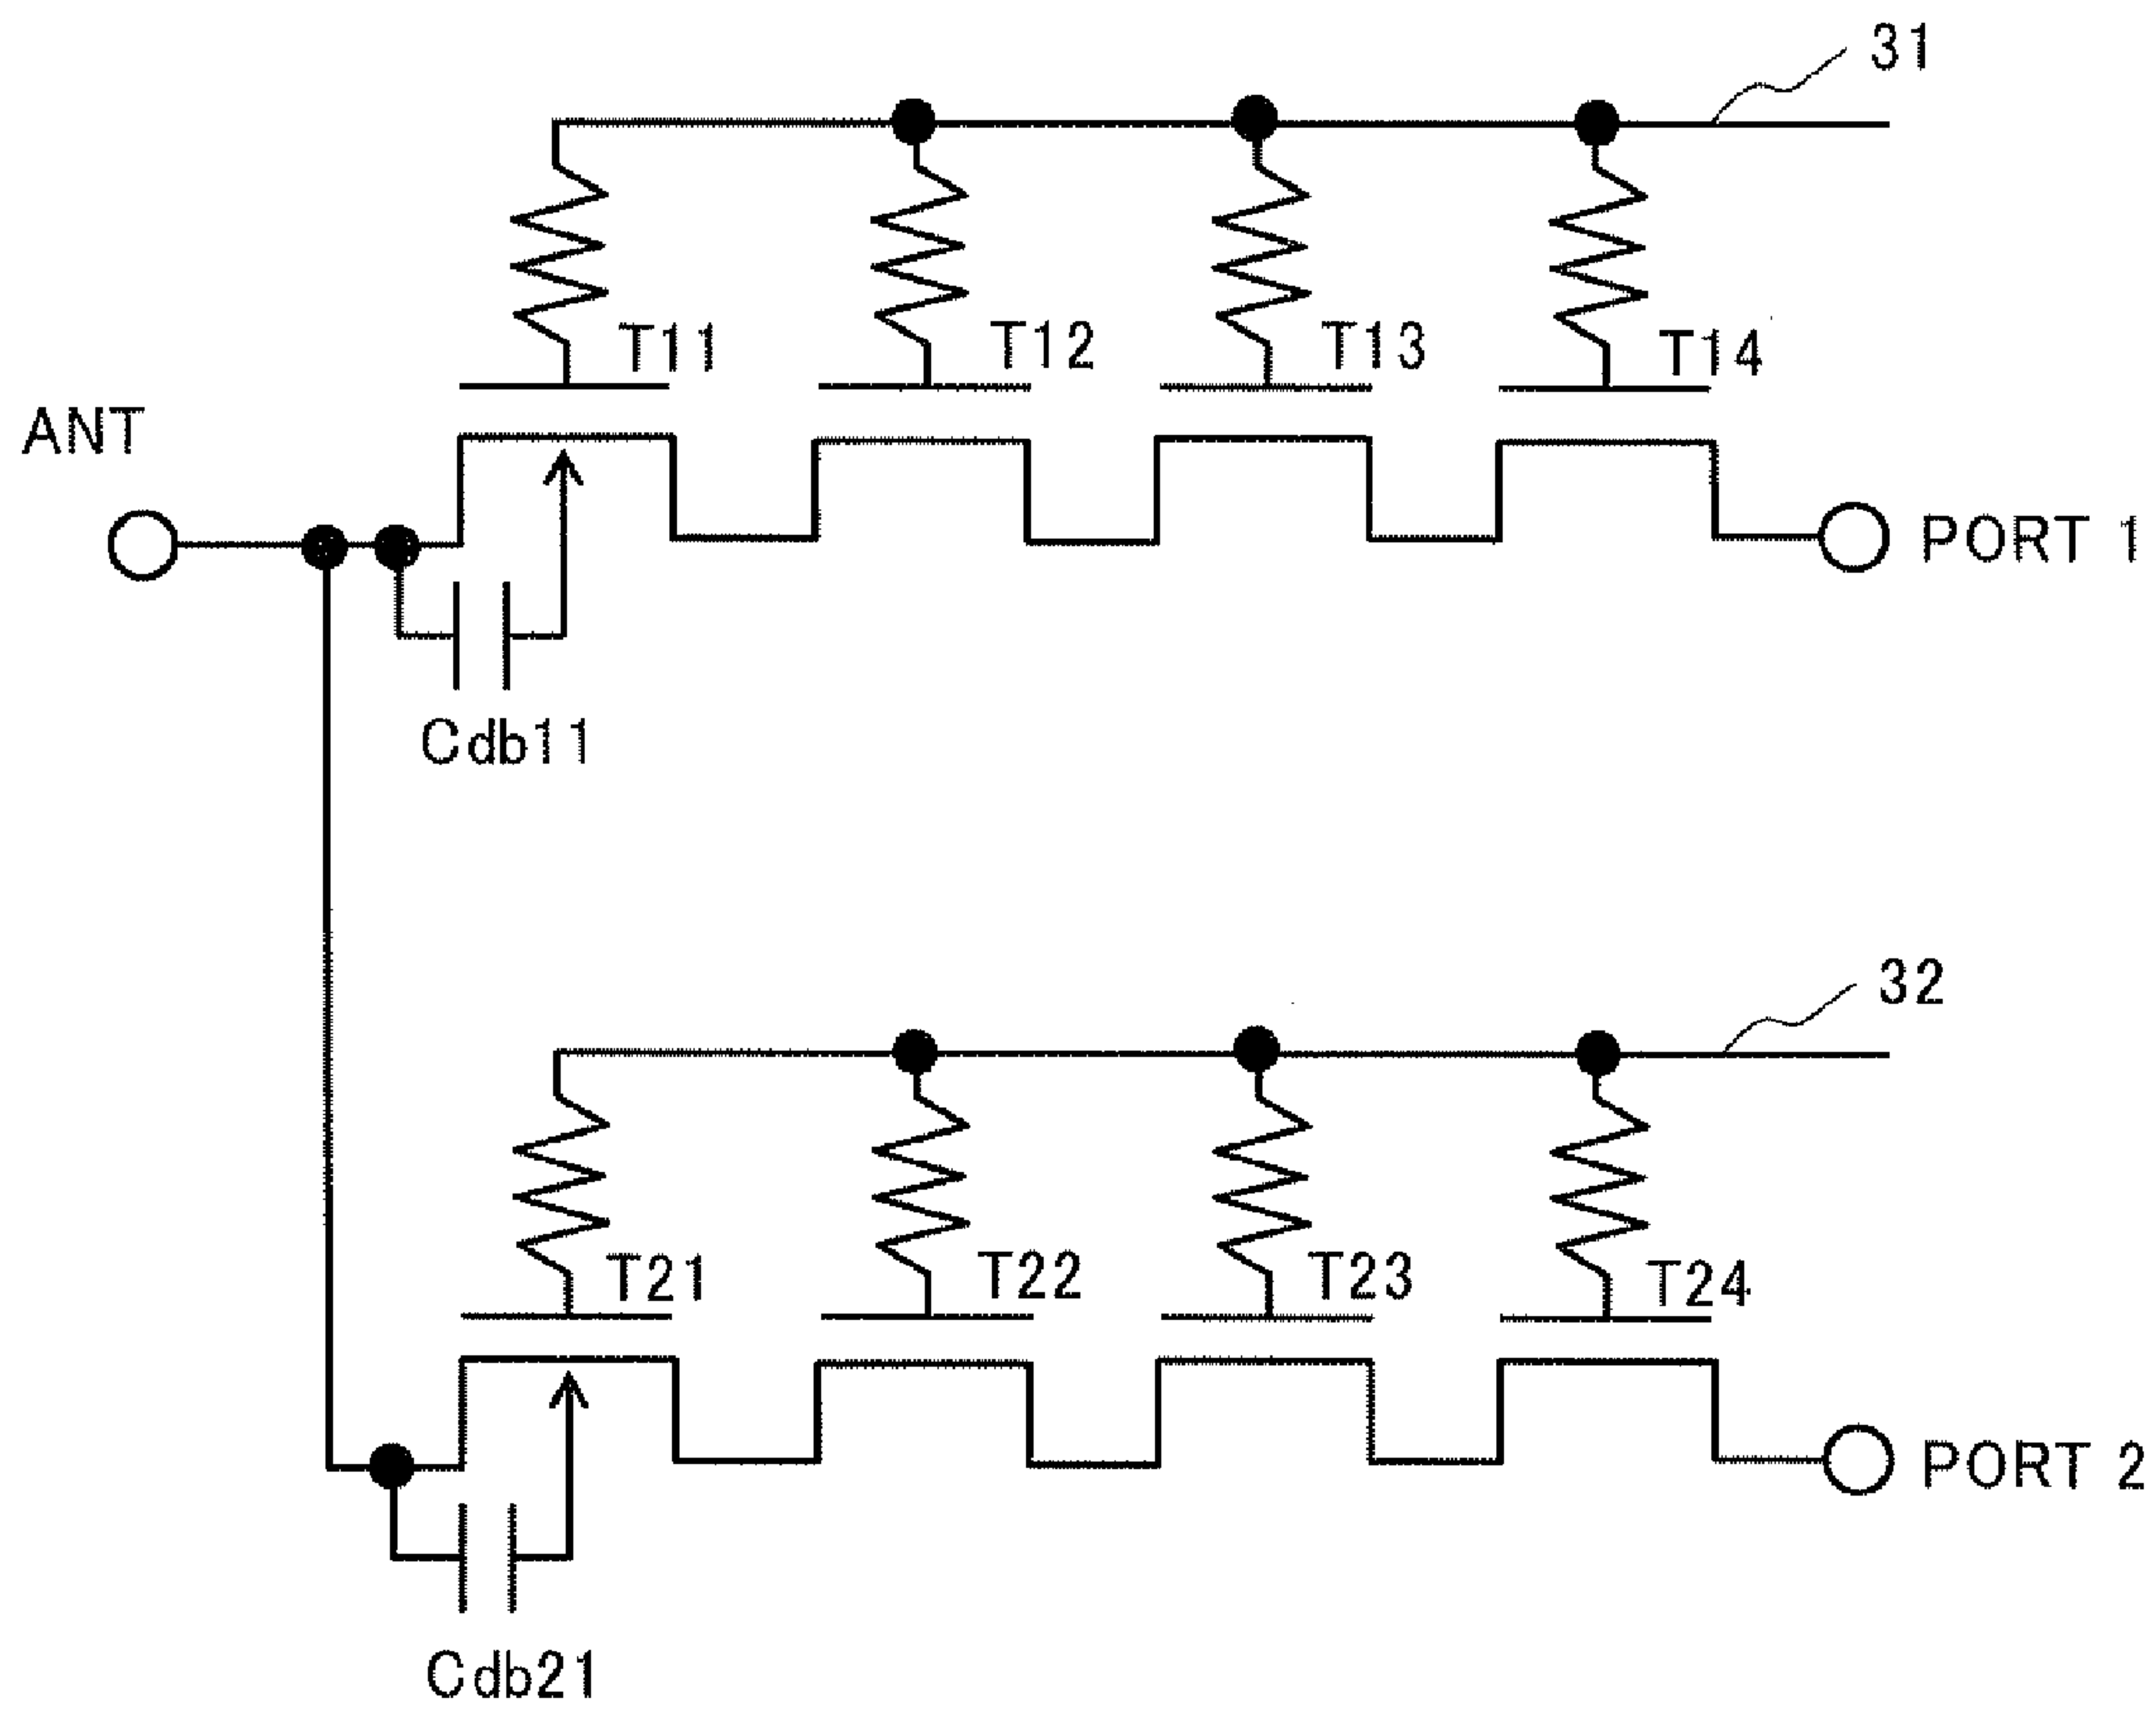 31
T11
T12
T13
T14
ANT
PORT 1
Cdb11
32
T21
T22
T23
T24
PORT 2
Cdb21